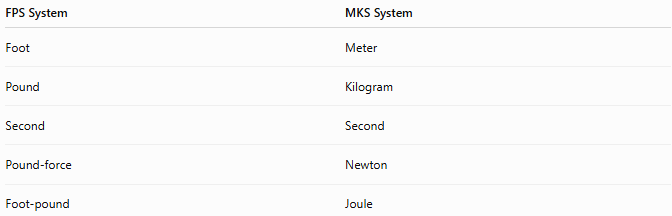 FPS System MKS System
Foot Meter
Pound Kilogram
Second Second
Pound-force Newton
Foot-pound Joule